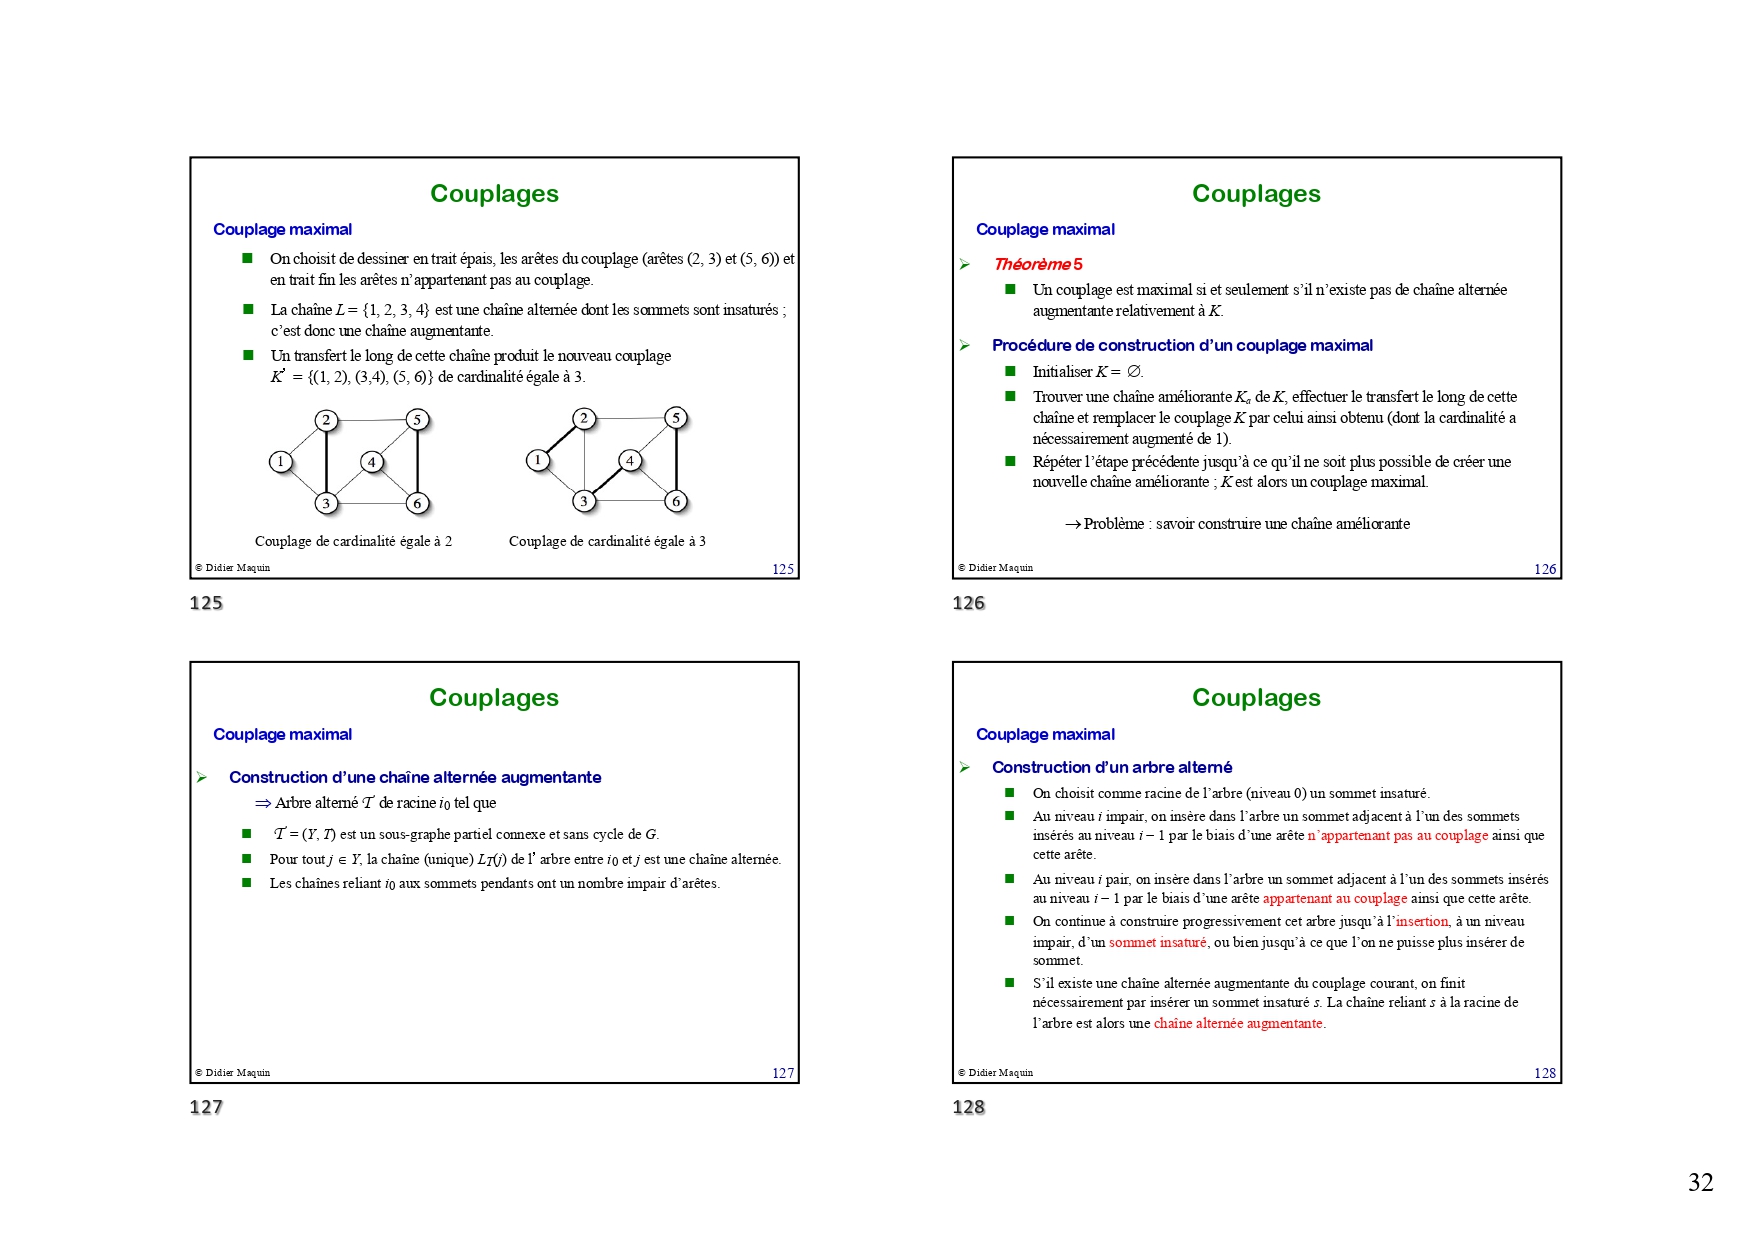 Couplages
Couplage maximal
■ On choisit de dessiner en trait épais, les arêtes du couplage (arêtes (2, 3) et (5, 6)) et
en trait fin les arêtes n’appartenant pas au couplage.
■ La chaîne L = {1, 2, 3, 4} est une chaîne alternée dont les sommets sont insaturés ;
c’est donc une chaîne augmentante.
■ Un transfert le long de cette chaîne produit le nouveau couplage
K’ = {(1, 2), (3,4), (5, 6)} de cardinalité égale à 3.
2 5
1 4
3 6
2 5
1 4
3 6
Couplage de cardinalité égale à 2
Couplage de cardinalité égale à 3
© Didier Maquin 125
125
Couplages
Couplage maximal
➢ Théorème 5
■ Un couplage est maximal si et seulement s’il n’existe pas de chaîne alternée
augmentante relativement à K.
➢ Procédure de construction d’un couplage maximal
■ Initialiser K = ∅.
■ Trouver une chaîne améliorante Kₐ de K, effectuer le transfert le long de cette
chaîne et remplacer le couplage K par celui ainsi obtenu (dont la cardinalité a
nécessairement augmenté de 1).
■ Répéter l’étape précédente jusqu’à ce qu’il ne soit plus possible de créer une
nouvelle chaîne améliorante ; K est alors un couplage maximal.
→ Problème : savoir construire une chaîne améliorante
© Didier Maquin 126
126
Couplages
Couplage maximal
➢ Construction d’une chaîne alternée augmentante
⇒ Arbre alterné 𝒯 de racine i₀ tel que
■ 𝒯 = (Y, T) est un sous-graphe partiel connexe et sans cycle de G.
■ Pour tout j ∈ Y, la chaîne (unique) L_T(j) de l’arbre entre i₀ et j est une chaîne alternée.
■ Les chaînes reliant i₀ aux sommets pendants ont un nombre impair d’arêtes.
© Didier Maquin 127
127
Couplages
Couplage maximal
➢ Construction d’un arbre alterné
■ On choisit comme racine de l’arbre (niveau 0) un sommet insaturé.
■ Au niveau i impair, on insère dans l’arbre un sommet adjacent à l’un des sommets
insérés au niveau i – 1 par le biais d’une arête n’appartenant pas au couplage ainsi que
cette arête.
■ Au niveau i pair, on insère dans l’arbre un sommet adjacent à l’un des sommets insérés
au niveau i – 1 par le biais d’une arête appartenant au couplage ainsi que cette arête.
■ On continue à construire progressivement cet arbre jusqu’à l’insertion, à un niveau
impair, d’un sommet insaturé, ou bien jusqu’à ce que l’on ne puisse plus insérer de
sommet.
■ S’il existe une chaîne alternée augmentante du couplage courant, on finit
nécessairement par insérer un sommet insaturé s. La chaîne reliant s à la racine de
l’arbre est alors une chaîne alternée augmentante.
© Didier Maquin 128
128
32